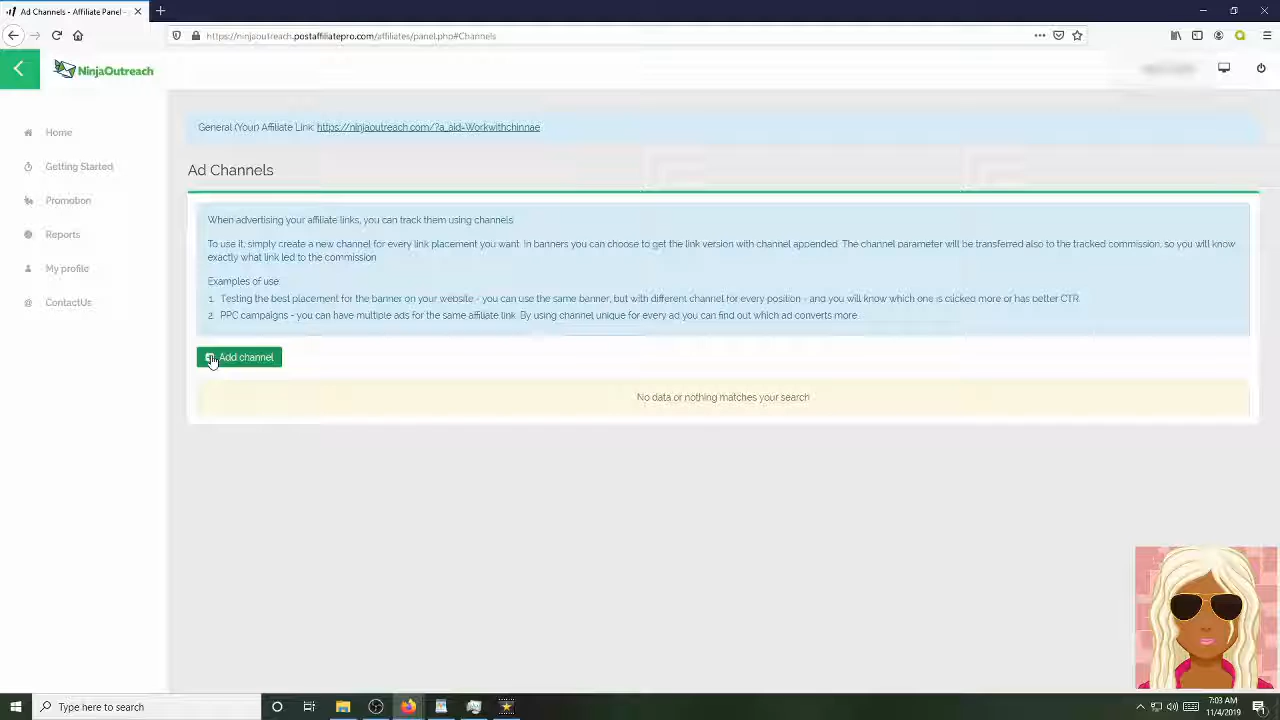 Ad Channels - Affiliate Panel
https://ninjaoutreach.postaffiliatepro.com/affiliates/panel.php#Channels
NinjaOutreach
Home
Getting Started
Promotion
Reports
My profile
ContactUs
General (Your) Affiliate Link: https://ninjaoutreach.com/?a_aid=Workwithchinnae
Ad Channels
When advertising your affiliate links, you can track them using channels.
To use it, simply create a new channel for every link placement you want. In banners you can choose to get the link version with channel appended. The channel parameter will be transferred also to the tracked commission, so you will know
exactly what link led to the commission
Examples of use:
1. Testing the best placement for the banner on your website - you can use the same banner, but with different channel for every position - and you will know which one is clicked more or has better CTR.
2. PPC campaigns - you can have multiple ads for the same affiliate link. By using channel unique for every ad you can find out which ad converts more.
Add channel
No data or nothing matches your search
Type here to search
7:03 AM
11/4/2019